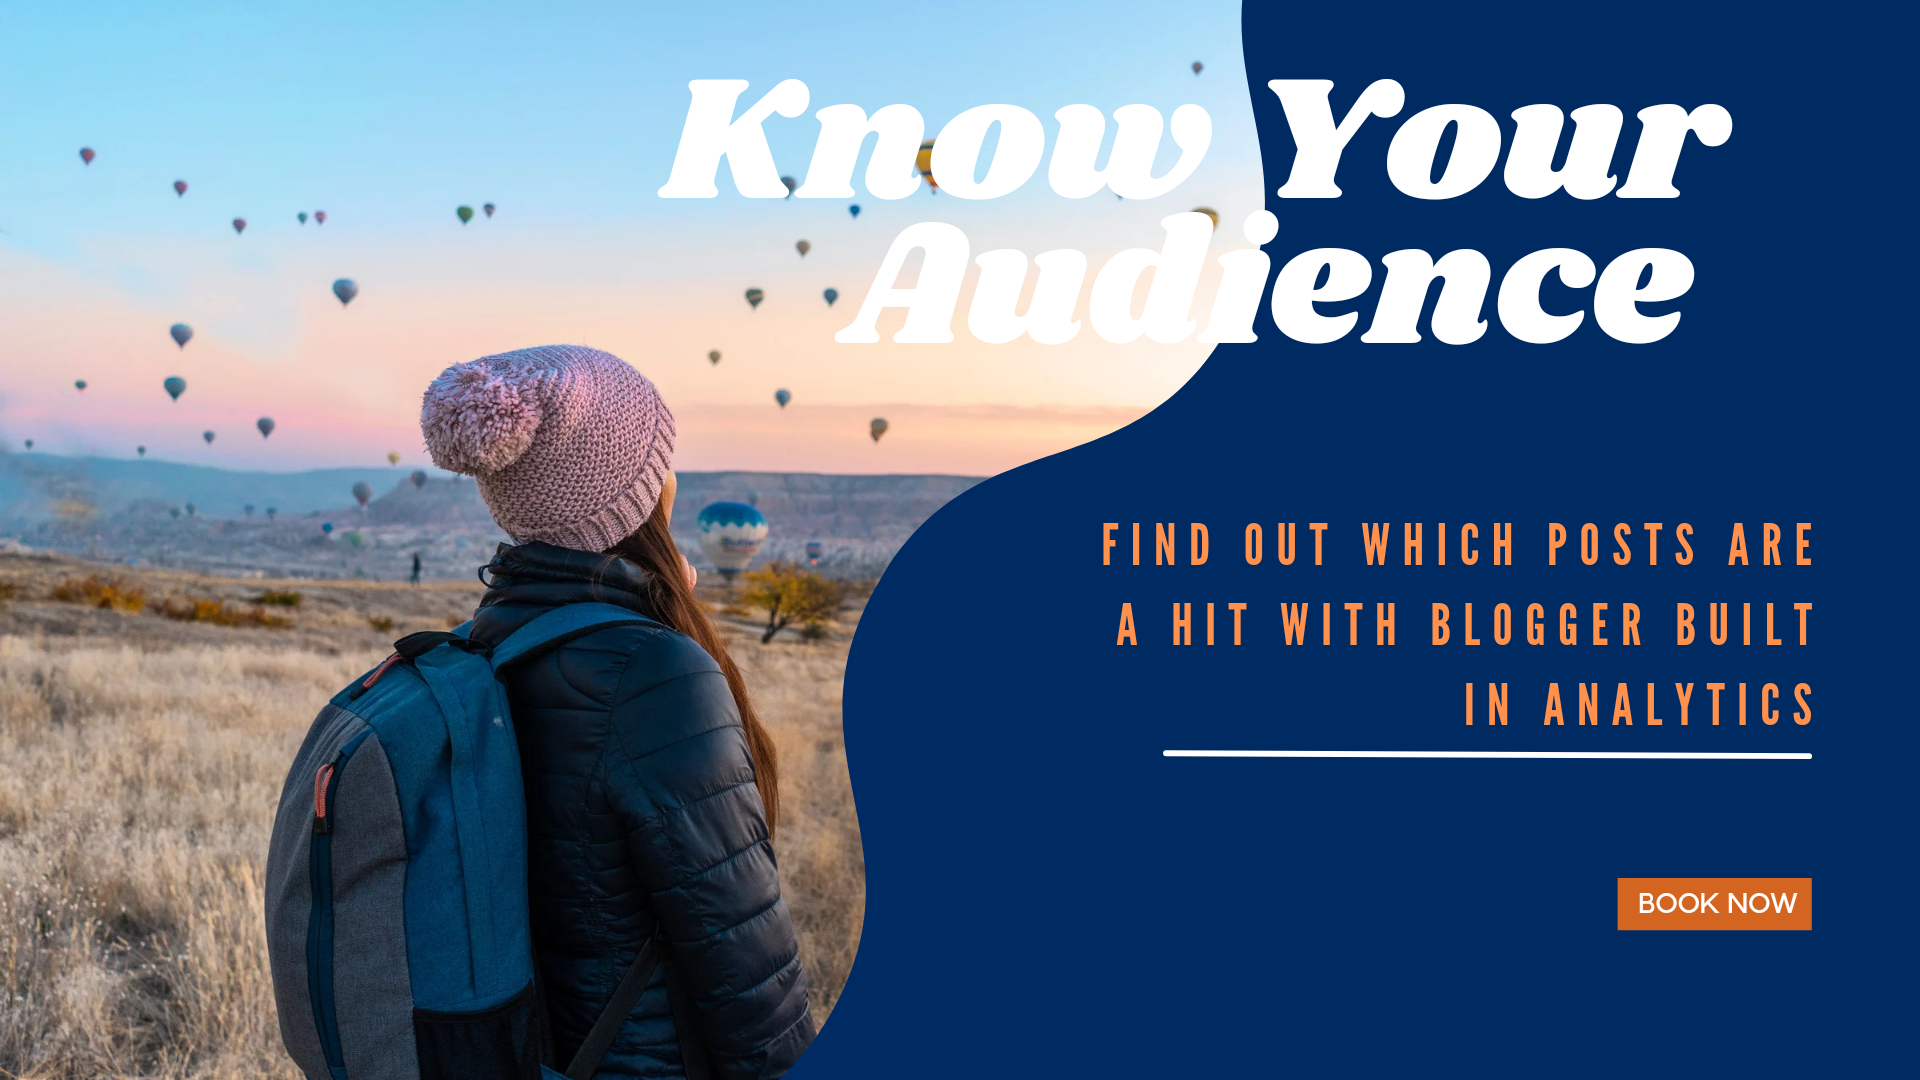 Know Your
Audience
FIND OUT WHICH POSTS ARE
A HIT WITH BLOGGER BUILT
IN ANALYTICS
BOOK NOW